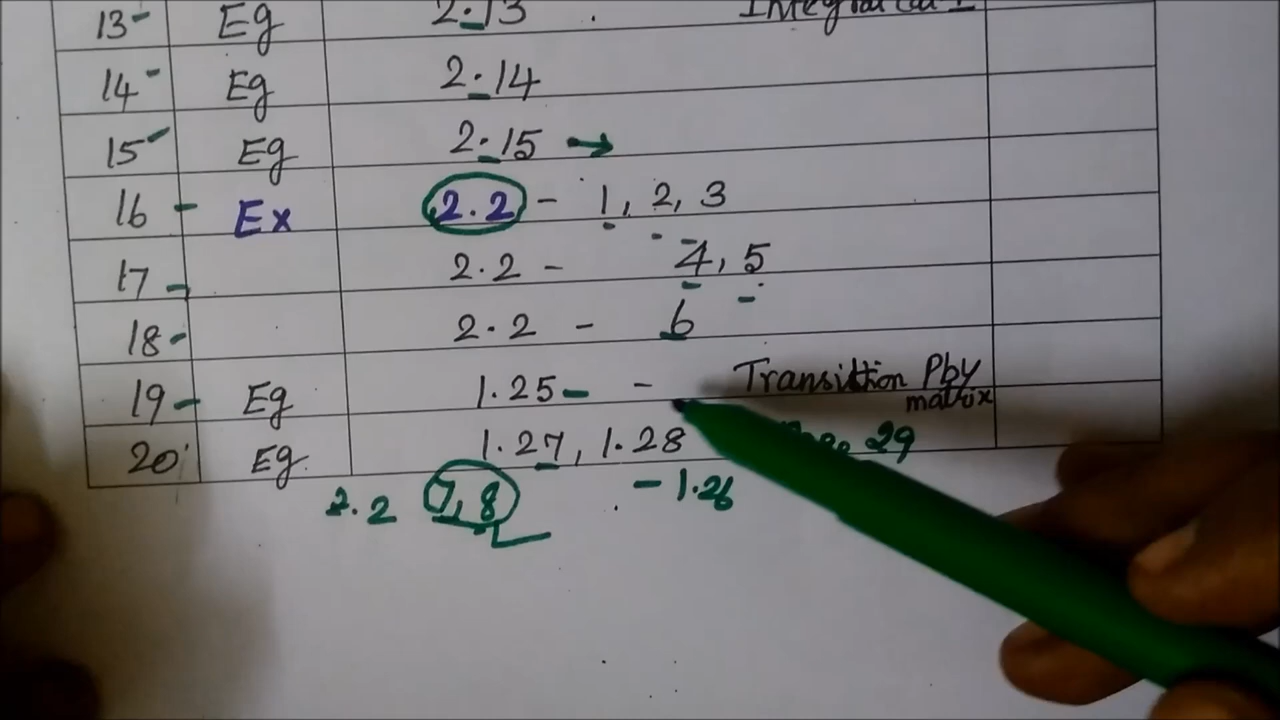 13 - Eg 2.13 . Integral cal I
14 - Eg 2.14
15 - Eg 2.15 →
16 - Ex 2.2 - 1, 2, 3
17 - 2.2 - 4, 5
18 - 2.2 - 6
19 - Eg 1.25 - - Transition Pby
matrix
20 Eg. 1.27, 1.28 29
2.2 7,8 - 1.26